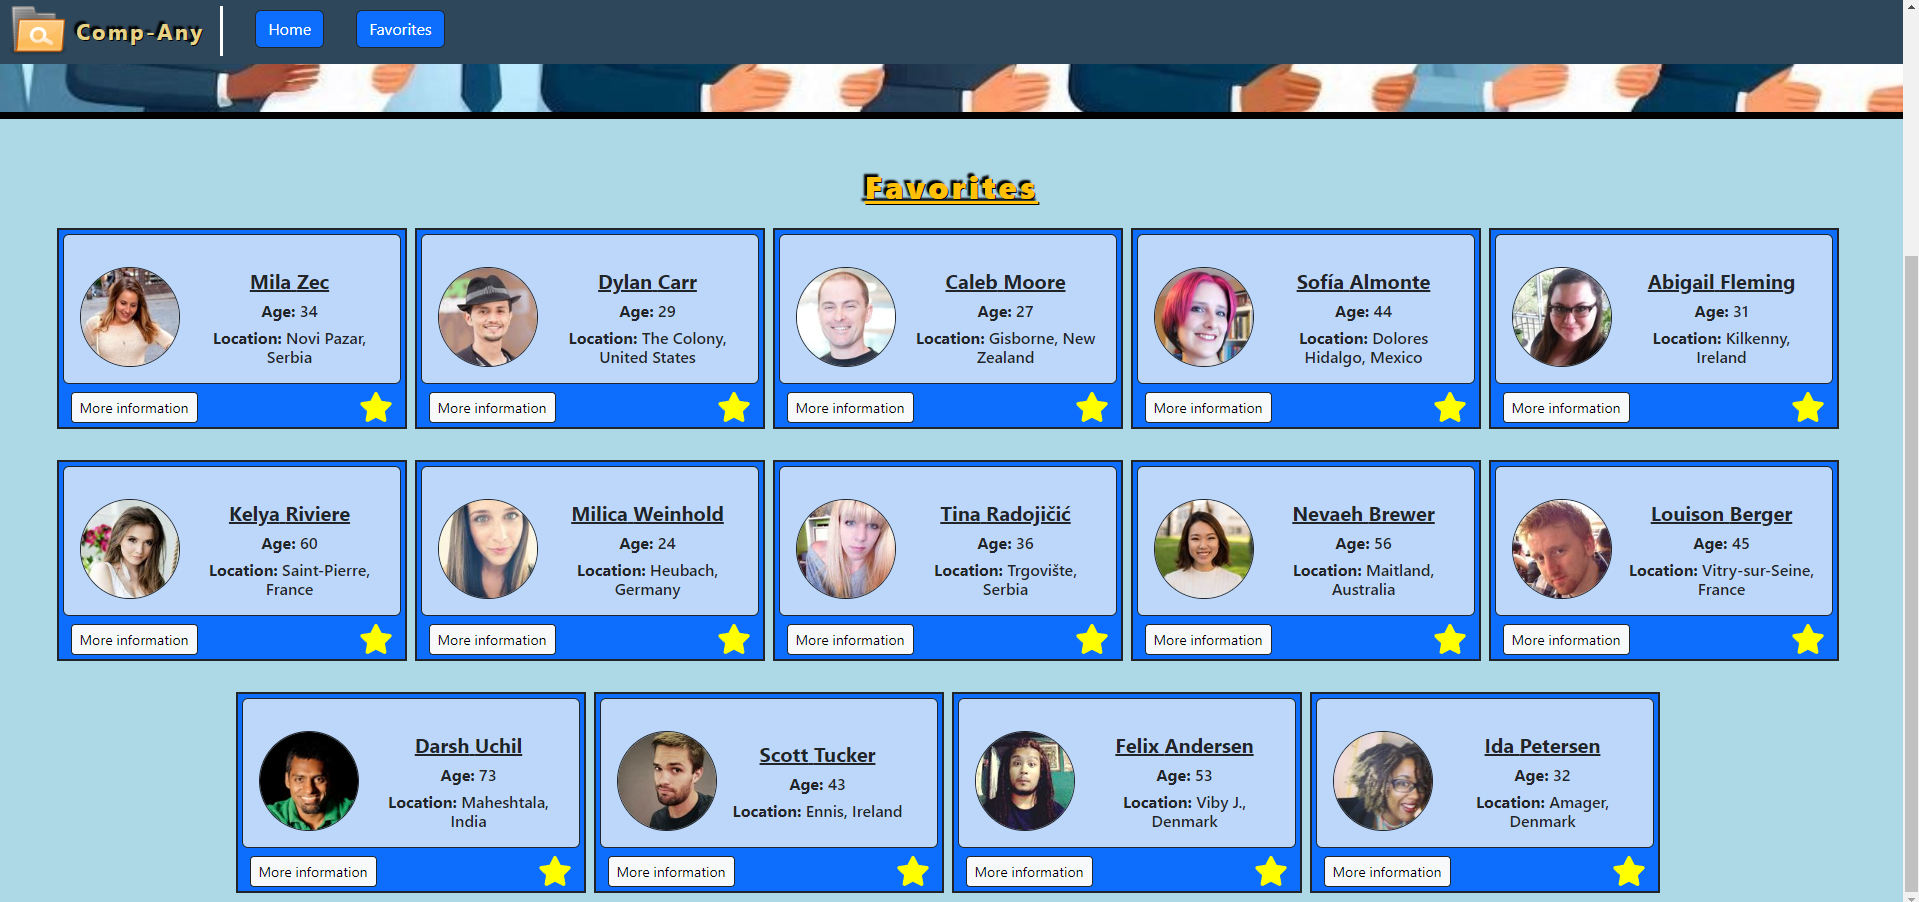 Comp-Any
Home
Favorites
Favorites
Mila Zec
Age: 34
Location: Novi Pazar,
Serbia
More information
Dylan Carr
Age: 29
Location: The Colony,
United States
More information
Caleb Moore
Age: 27
Location: Gisborne, New
Zealand
More information
Sofía Almonte
Age: 44
Location: Dolores
Hidalgo, Mexico
More information
Abigail Fleming
Age: 31
Location: Kilkenny,
Ireland
More information
Kelya Riviere
Age: 60
Location: Saint-Pierre,
France
More information
Milica Weinhold
Age: 24
Location: Heubach,
Germany
More information
Tina Radojičić
Age: 36
Location: Trgovište,
Serbia
More information
Nevaeh Brewer
Age: 56
Location: Maitland,
Australia
More information
Louison Berger
Age: 45
Location: Vitry-sur-Seine,
France
More information
Darsh Uchil
Age: 73
Location: Maheshtala,
India
More information
Scott Tucker
Age: 43
Location: Ennis, Ireland
More information
Felix Andersen
Age: 53
Location: Viby J.,
Denmark
More information
Ida Petersen
Age: 32
Location: Amager,
Denmark
More information